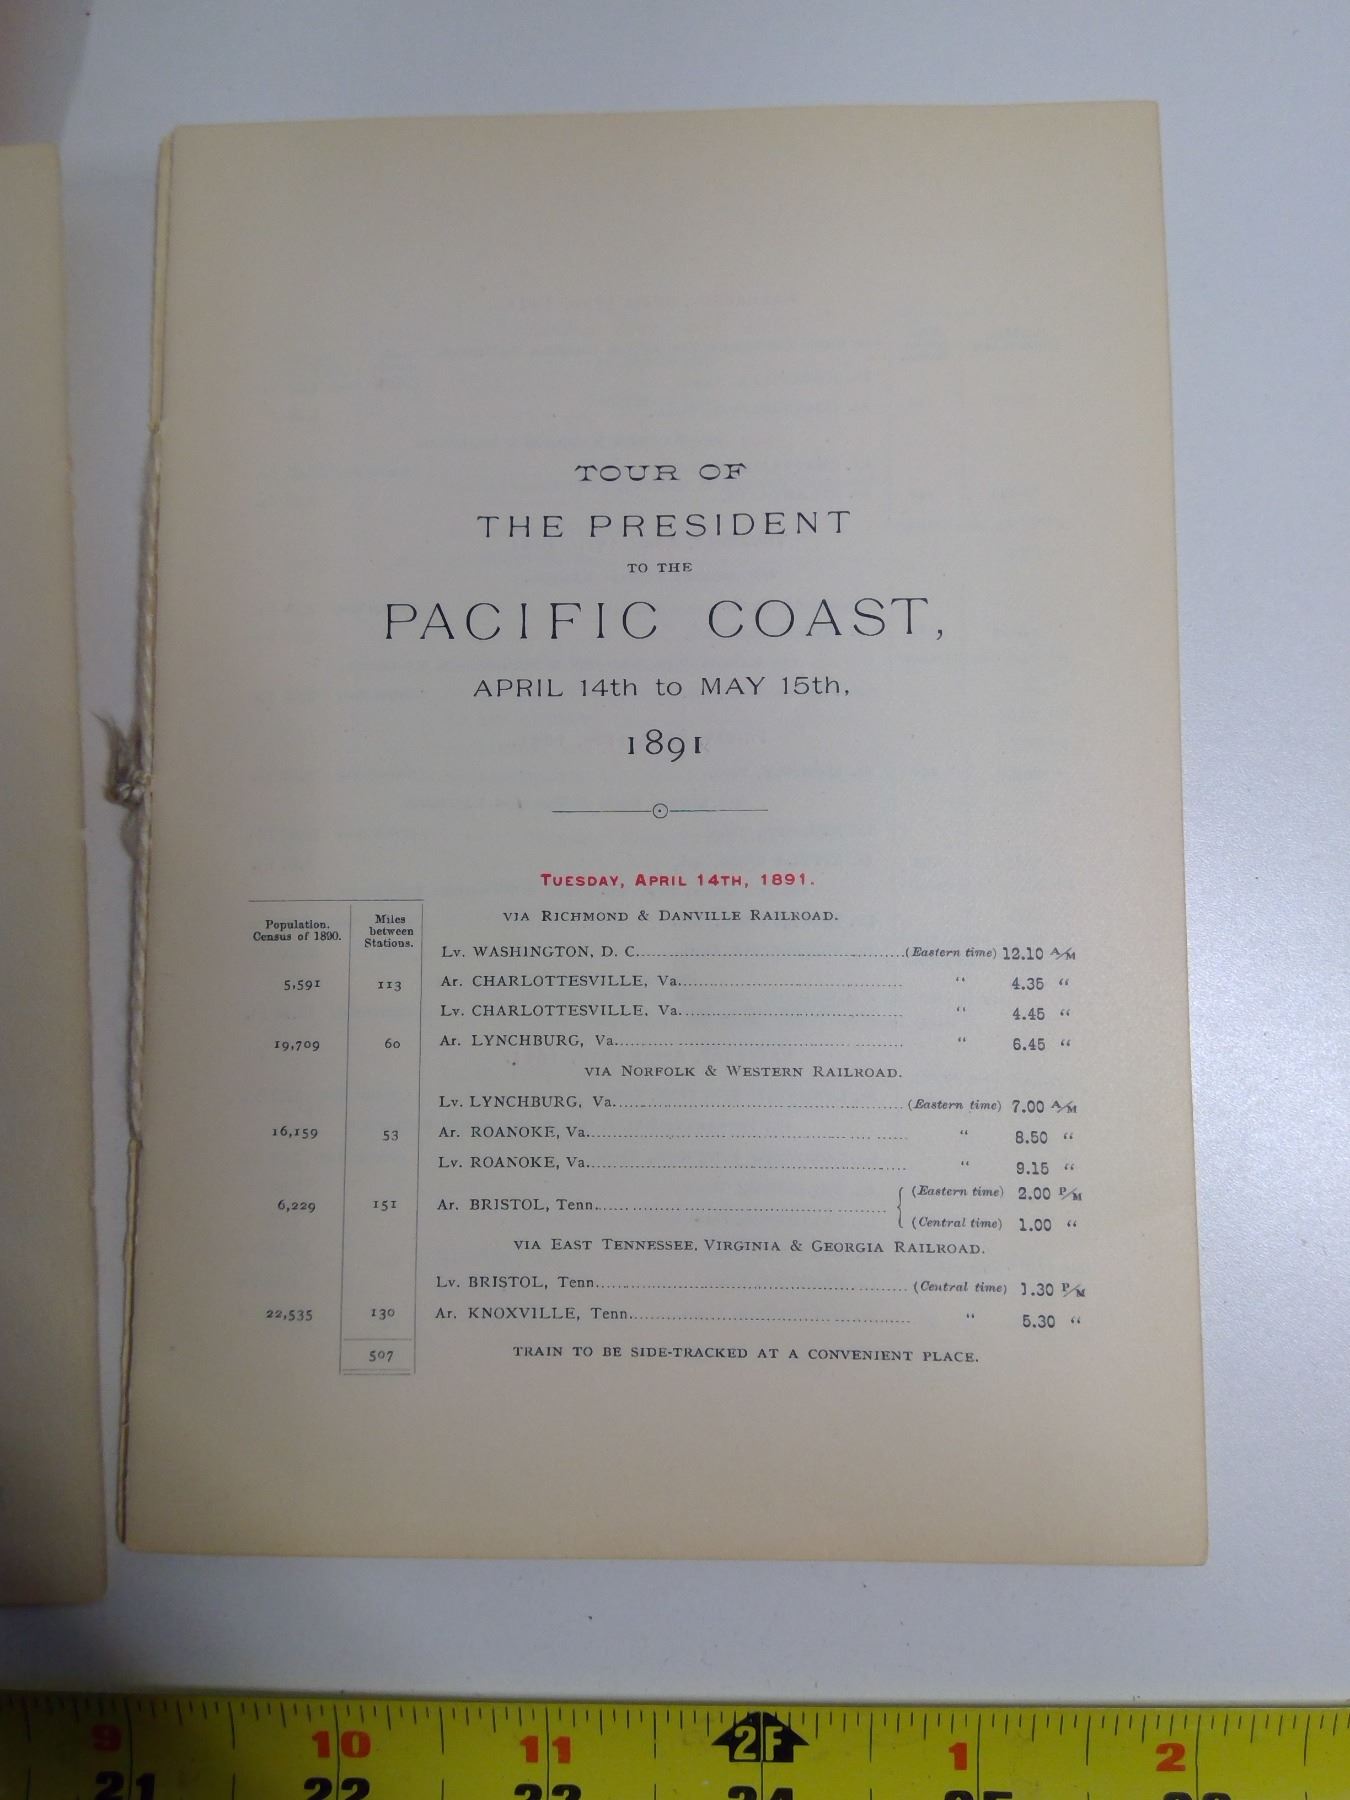 TOUR OF
THE PRESIDENT
TO THE
PACIFIC COAST,
APRIL 14th to MAY 15th,
1891
TUESDAY, APRIL 14TH, 1891.
Population. Census of 1890. Miles between Stations.
VIA RICHMOND & DANVILLE RAILROAD.
Lv. WASHINGTON, D. C. (Eastern time) 12.10 A/M
5,591 113 Ar. CHARLOTTESVILLE, Va. " 4.35 "
Lv. CHARLOTTESVILLE, Va. " 4.45 "
19,709 60 Ar. LYNCHBURG, Va. " 6.45 "
VIA NORFOLK & WESTERN RAILROAD.
Lv. LYNCHBURG, Va. (Eastern time) 7.00 A/M
16,159 53 Ar. ROANOKE, Va. " 8.50 "
Lv. ROANOKE, Va. " 9.15 "
6,229 151 Ar. BRISTOL, Tenn. (Eastern time) 2.00 P/M
(Central time) 1.00 "
VIA EAST TENNESSEE, VIRGINIA & GEORGIA RAILROAD.
Lv. BRISTOL, Tenn. (Central time) 1.30 P/M
22,535 130 Ar. KNOXVILLE, Tenn. " 5.30 "
507 TRAIN TO BE SIDE-TRACKED AT A CONVENIENT PLACE.
9 10 11 2F 1 2
21 22 23 24 25 26